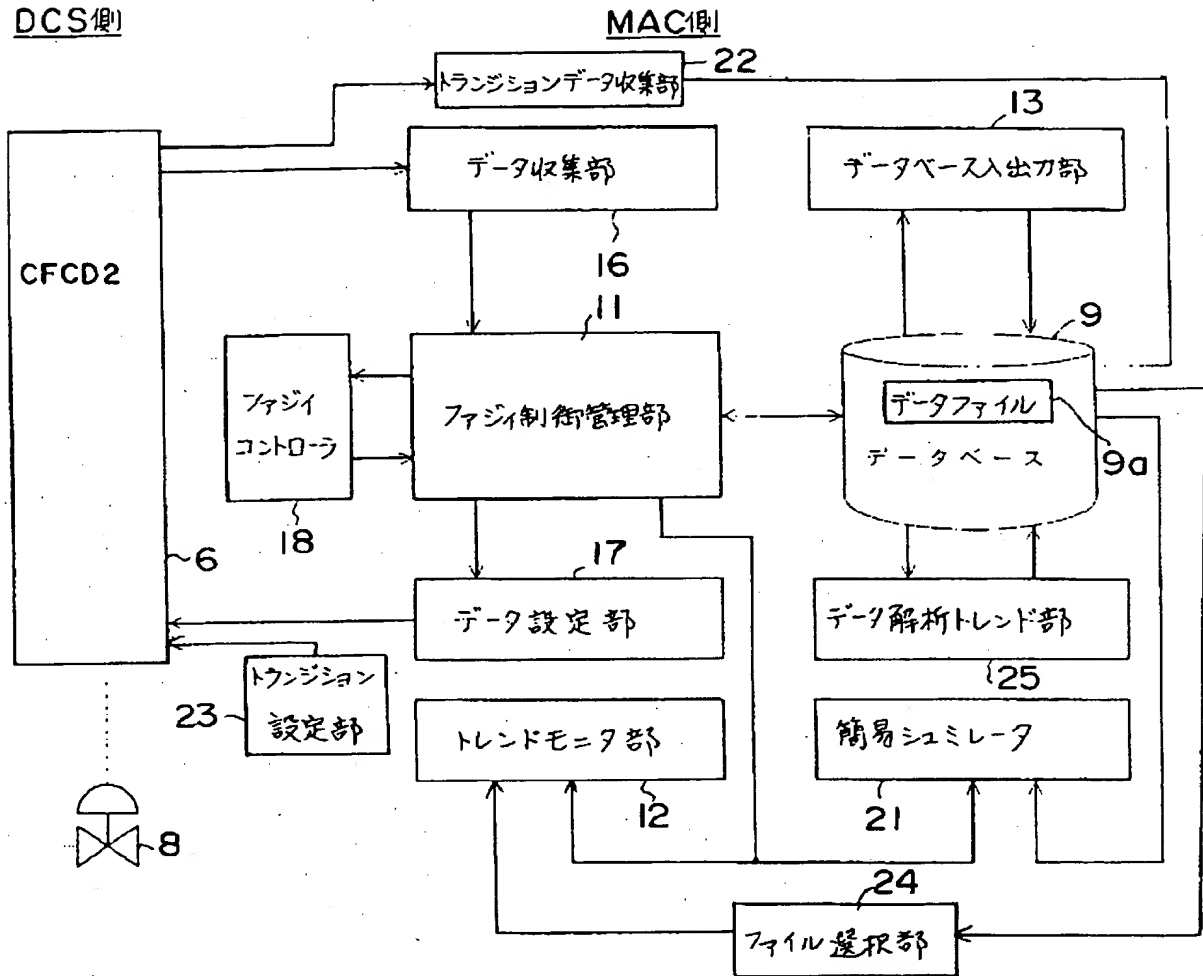 DCS側
MAC側
22
トランジションデータ収集部
13
データ収集部
データベース入出力部
CFCD2
16
11
9
ファジィ
コントローラ
ファジィ制御管理部
データファイル
データベース
9a
18
6
17
データ設定部
データ解析トレンド部
25
トランジション
設定部
23
トレンドモニタ部
簡易シュミレータ
12
21
8
24
ファイル選択部